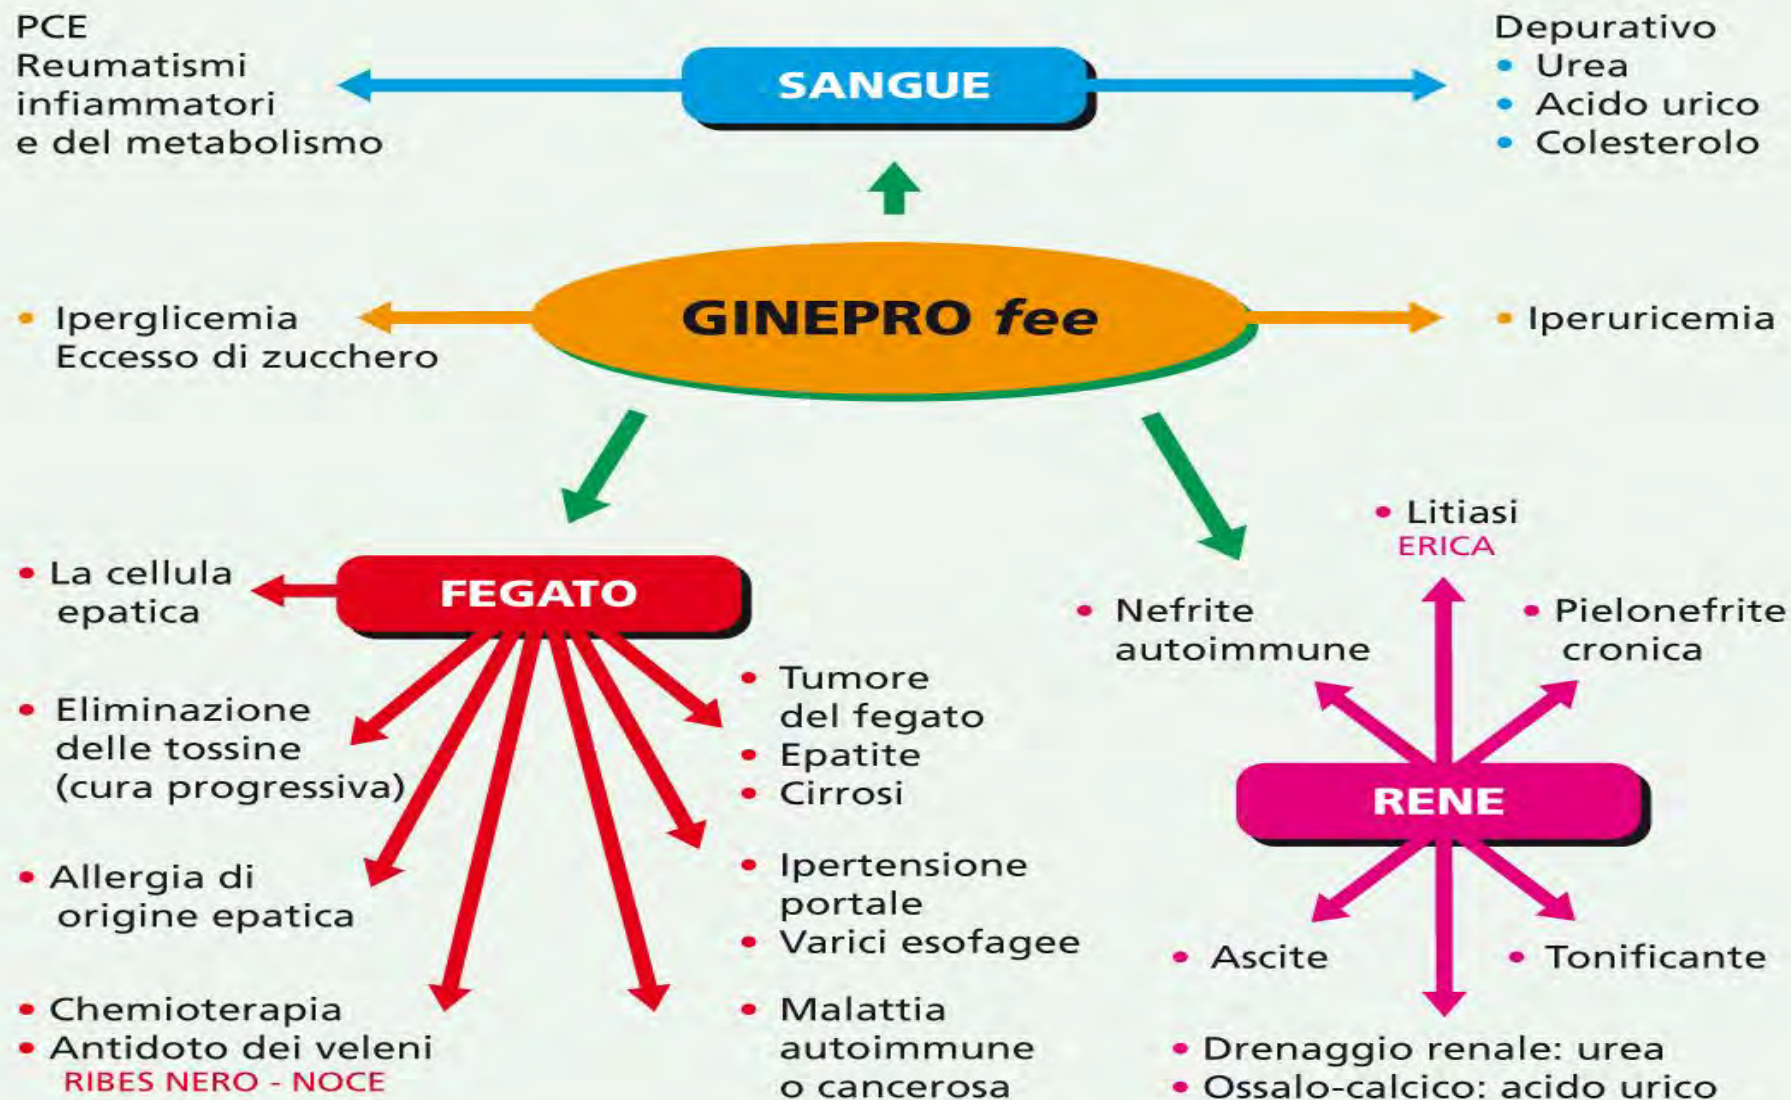 PCE
Reumatismi
infiammatori
e del metabolismo
SANGUE
Depurativo
• Urea
• Acido urico
• Colesterolo
• Iperglicemia
Eccesso di zucchero
GINEPRO fee
• Iperuricemia
FEGATO
• La cellula
epatica
• Eliminazione
delle tossine
(cura progressiva)
• Allergia di
origine epatica
• Chemioterapia
• Antidoto dei veleni
RIBES NERO - NOCE
• Tumore
del fegato
• Epatite
• Cirrosi
• Ipertensione
portale
• Varici esofagee
• Malattia
autoimmune
o cancerosa
• Litiasi
ERICA
• Nefrite
autoimmune
• Pielonefrite
cronica
RENE
• Ascite
• Tonificante
• Drenaggio renale: urea
• Ossalo-calcico: acido urico